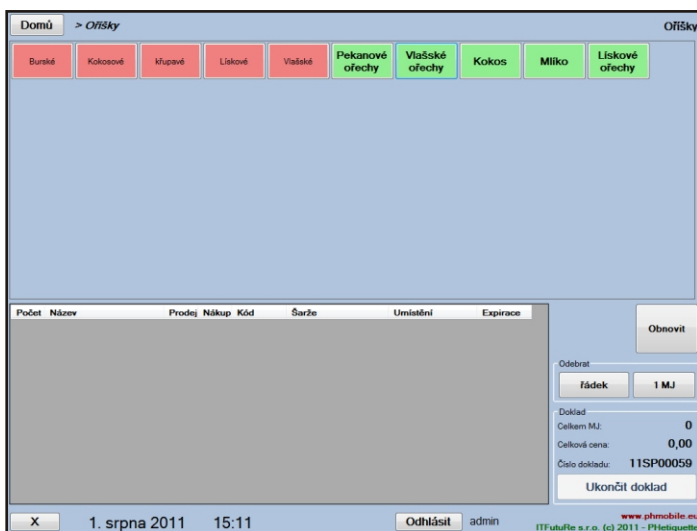 Domů > Oříšky Oříšky
Burské Kokosové křupavé Lískové Vlašské Pekanové ořechy Vlašské ořechy Kokos Mlíko Lískové ořechy
Počet Název Prodej Nákup Kód Šarže Umístění Expirace
Obnovit
Odebrat
řádek 1 MJ
Doklad
Celkem MJ: 0
Celková cena: 0,00
Číslo dokladu: 11SP00059
Ukončit doklad
X 1. srpna 2011 15:11 Odhlásit admin
www.phmobile.eu
ITFutuRe s.r.o. (c) 2011 - PHetiquette